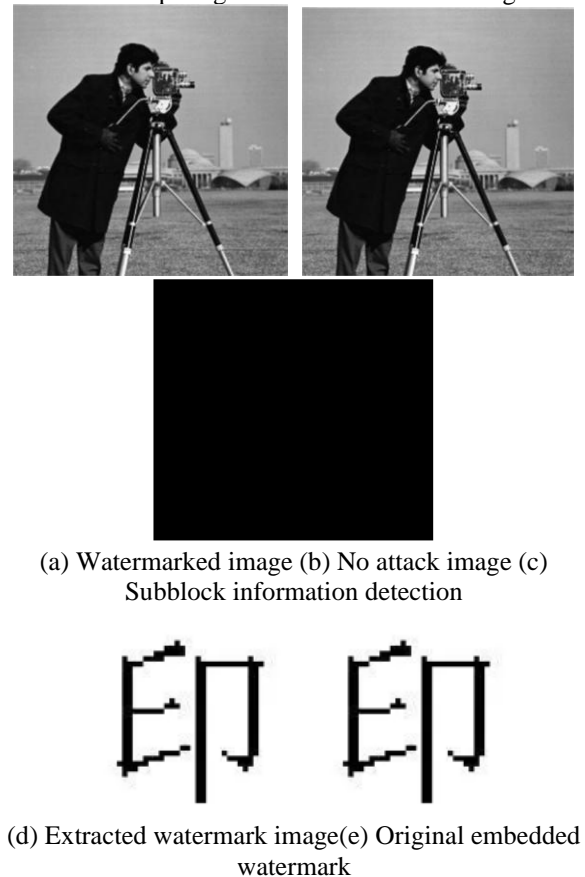 (a) Watermarked image (b) No attack image (c)
Subblock information detection
印 印
(d) Extracted watermark image(e) Original embedded
watermark